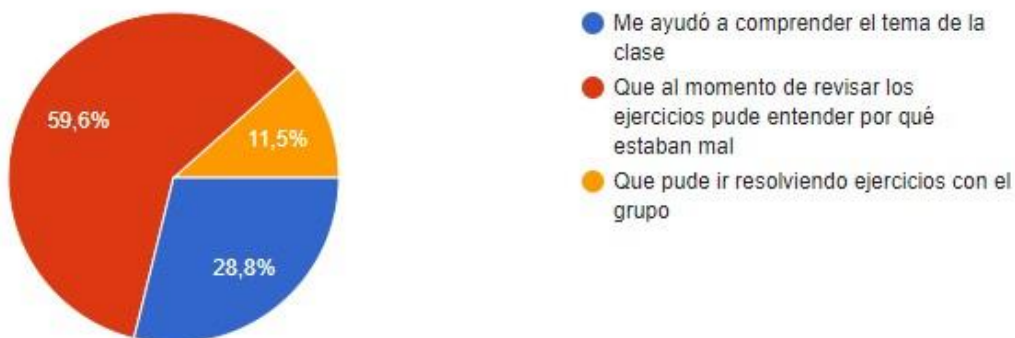 59,6%
11,5%
28,8%
Me ayudó a comprender el tema de la
clase
Que al momento de revisar los
ejercicios pude entender por qué
estaban mal
Que pude ir resolviendo ejercicios con el
grupo